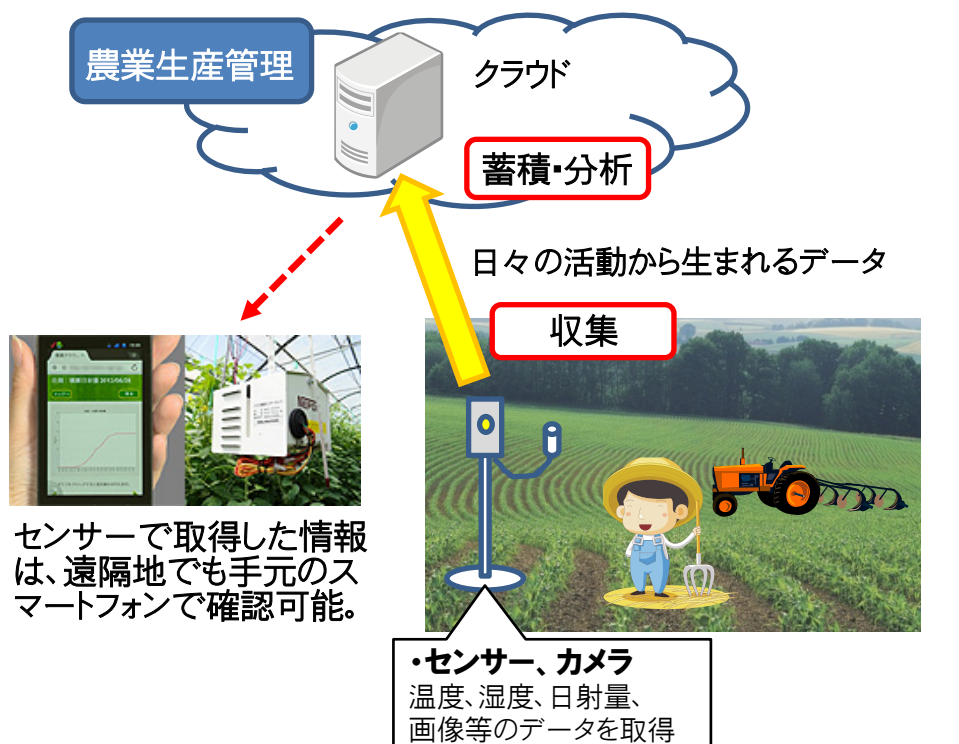 農業生産管理
クラウド
蓄積・分析
日々の活動から生まれるデータ
収集
センサーで取得した情報
は、遠隔地でも手元のス
マートフォンで確認可能。
・センサー、カメラ
温度、湿度、日射量、
画像等のデータを取得